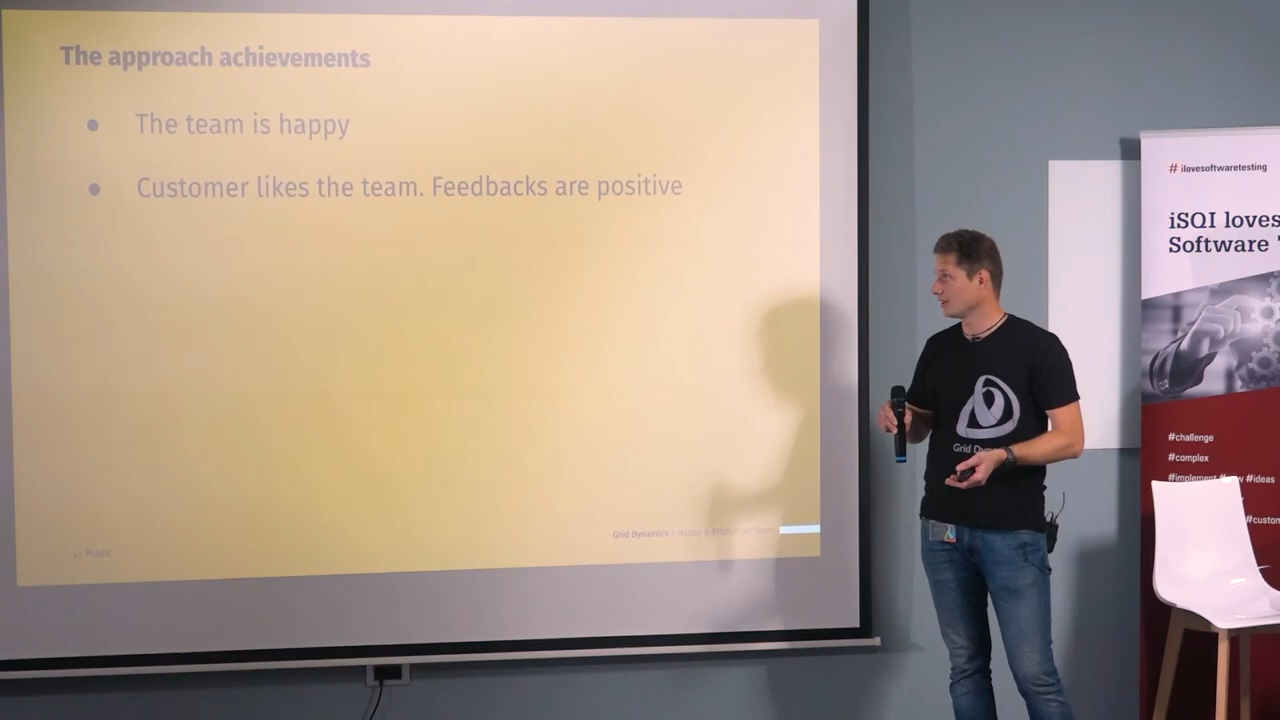 The approach achievements
● The team is happy
● Customer likes the team. Feedbacks are positive
Grid Dynamics | Happy & Productive Team
Public
# ilovesoftwaretesting
iSQI loves
Software
Grid
#challenge
#complex
#implement #ideas